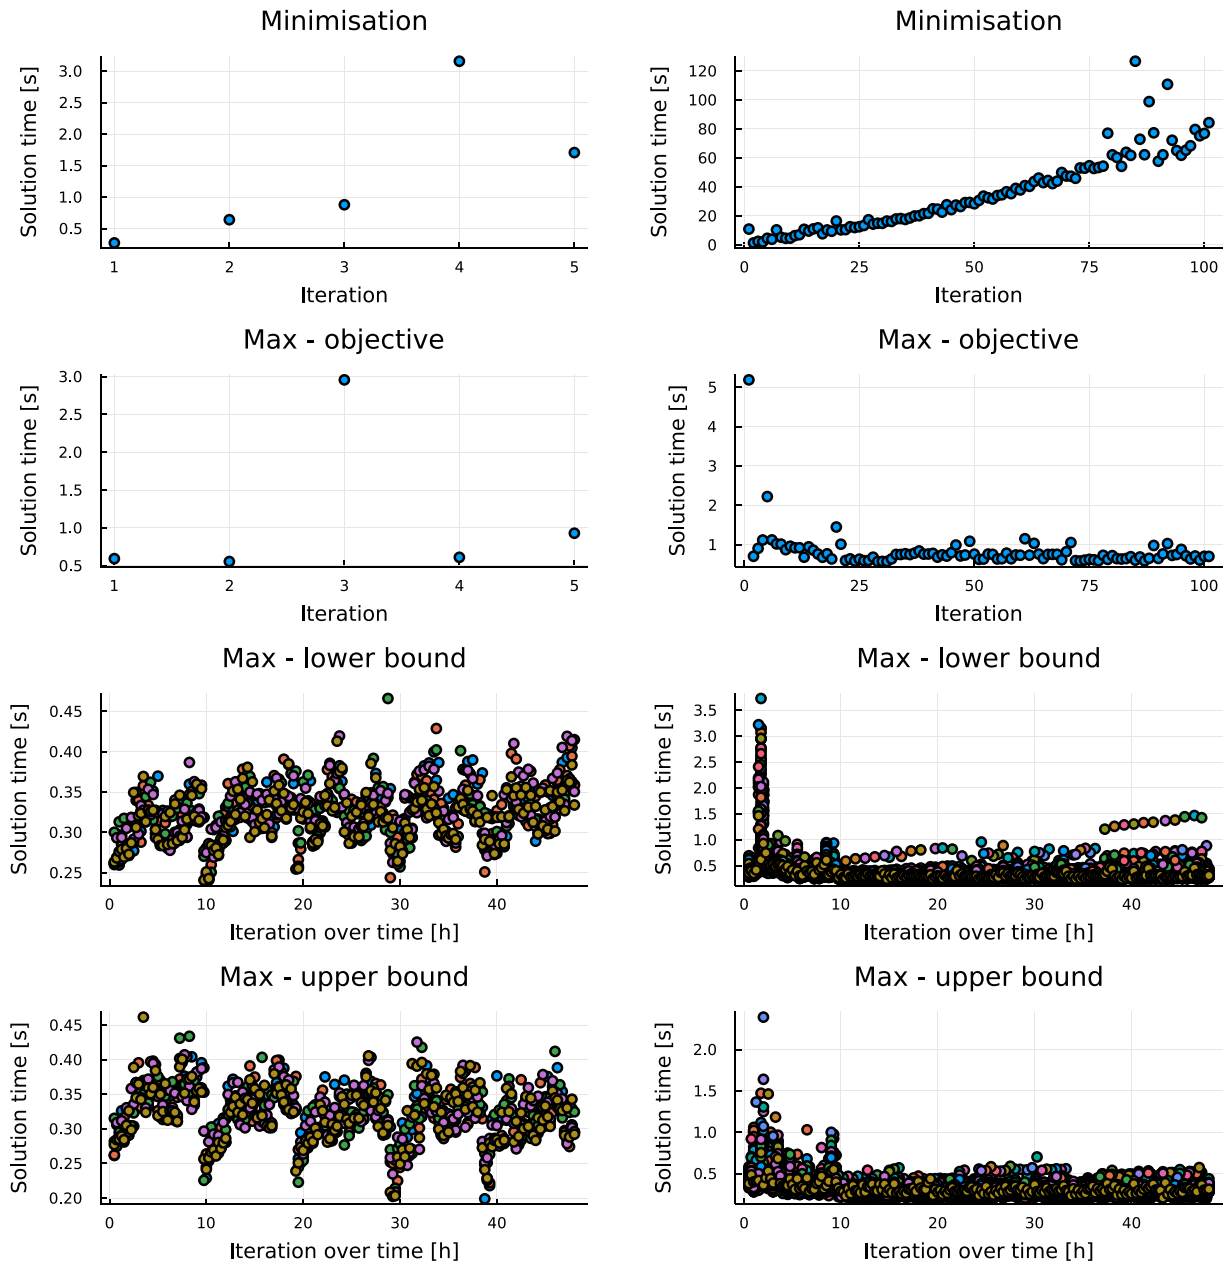 Minimisation
Solution time [s]
3.0
2.5
2.0
1.5
1.0
0.5
1 2 3 4 5
Iteration
Minimisation
Solution time [s]
120
100
80
60
40
20
0
0 25 50 75 100
Iteration
Max - objective
Solution time [s]
3.0
2.5
2.0
1.5
1.0
0.5
1 2 3 4 5
Iteration
Max - objective
Solution time [s]
5
4
3
2
1
0 25 50 75 100
Iteration
Max - lower bound
Solution time [s]
0.45
0.40
0.35
0.30
0.25
0 10 20 30 40
Iteration over time [h]
Max - lower bound
Solution time [s]
3.5
3.0
2.5
2.0
1.5
1.0
0.5
0 10 20 30 40
Iteration over time [h]
Max - upper bound
Solution time [s]
0.45
0.40
0.35
0.30
0.25
0.20
0 10 20 30 40
Iteration over time [h]
Max - upper bound
Solution time [s]
2.0
1.5
1.0
0.5
0 10 20 30 40
Iteration over time [h]